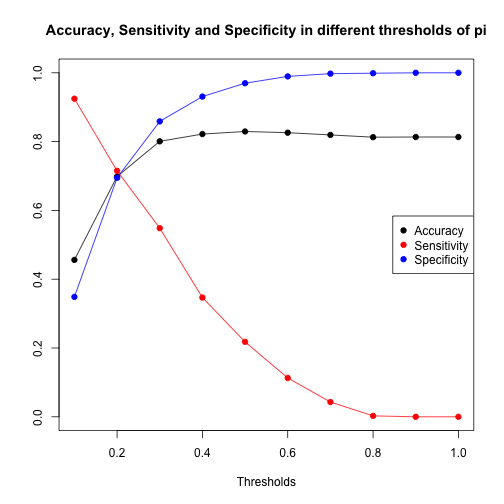 Accuracy, Sensitivity and Specificity in different thresholds of pi
1.0
0.8
0.6
0.4
0.2
0.0
Accuracy
Sensitivity
Specificity
0.2 0.4 0.6 0.8 1.0
Thresholds